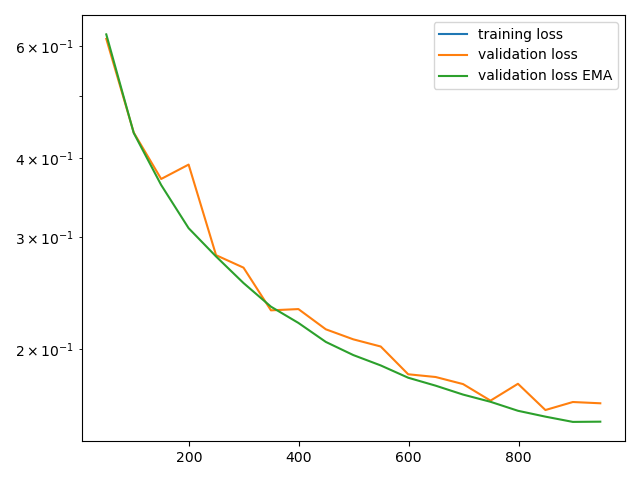 training loss
validation loss
validation loss EMA
6 × 10⁻¹
4 × 10⁻¹
3 × 10⁻¹
2 × 10⁻¹
200
400
600
800